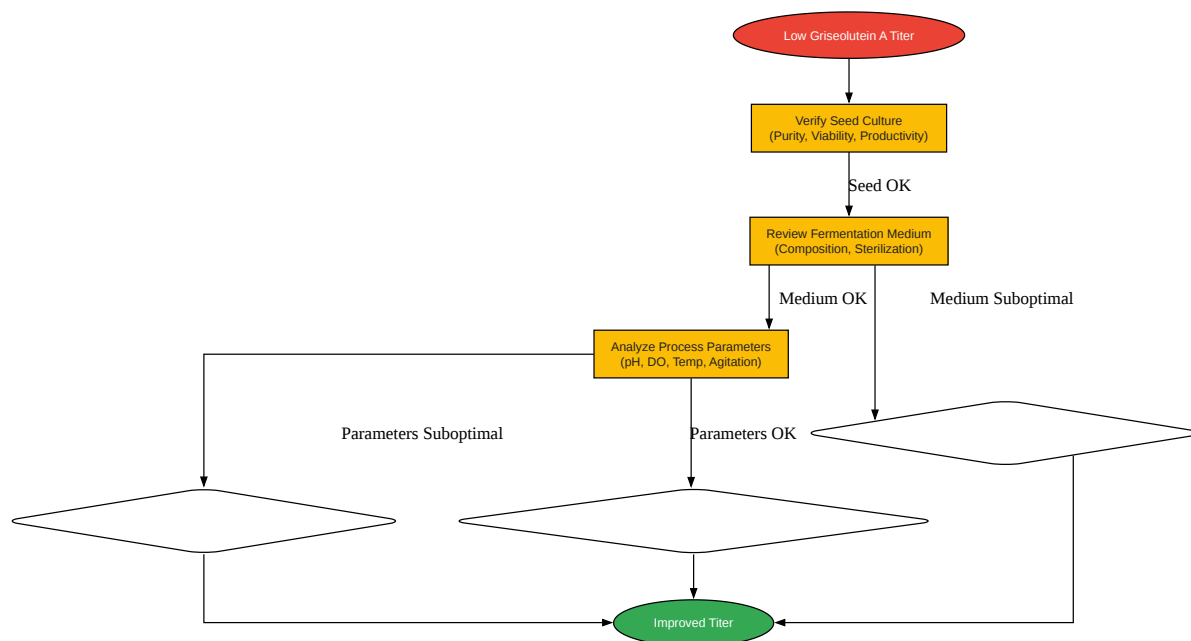 Low Griseolutein A Titer
Verify Seed Culture
(Purity, Viability, Productivity)
Seed OK
Review Fermentation Medium
(Composition, Sterilization)
Medium OK
Medium Suboptimal
Analyze Process Parameters
(pH, DO, Temp, Agitation)
Parameters Suboptimal
Parameters OK
Improved Titer